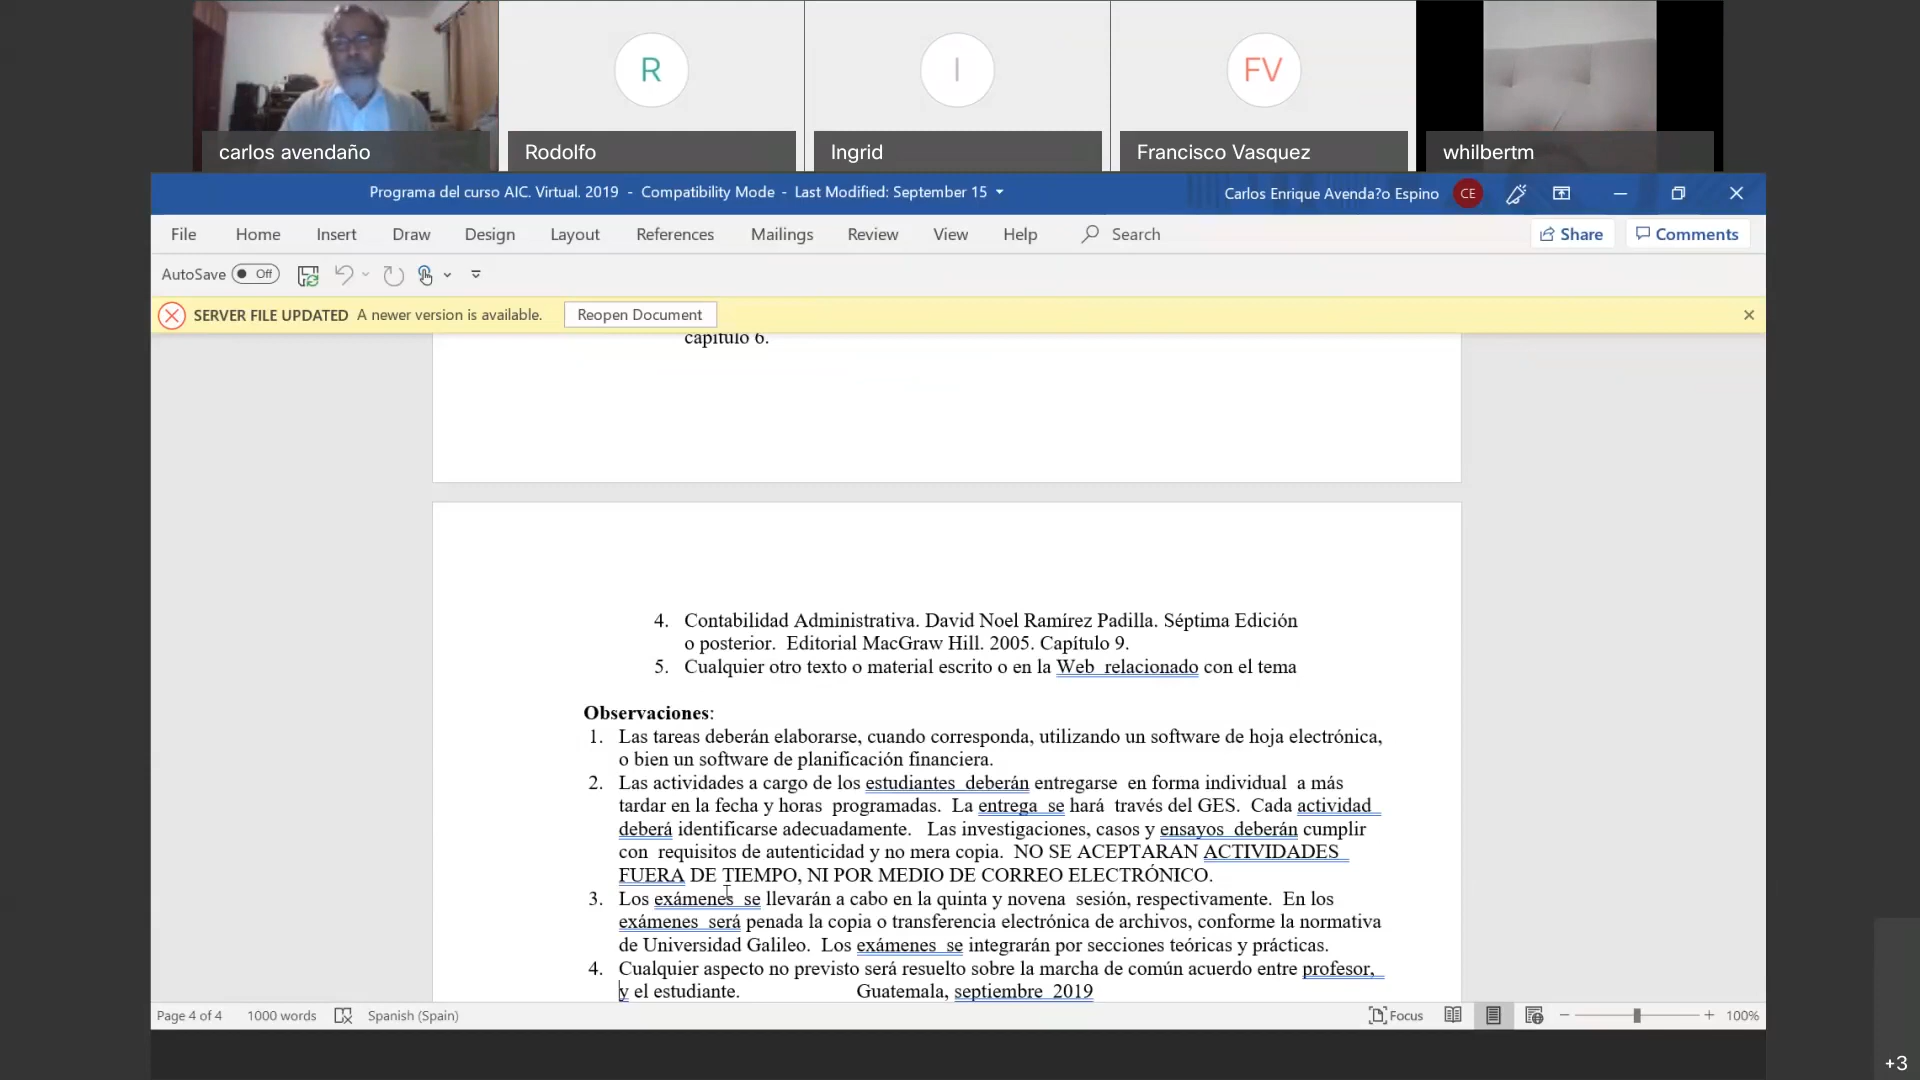 R
I
FV
carlos avendaño
Rodolfo
Ingrid
Francisco Vasquez
whilbertm
Programa del curso AIC. Virtual. 2019 - Compatibility Mode - Last Modified: September 15
Carlos Enrique Avenda?o Espino
CE
File
Home
Insert
Draw
Design
Layout
References
Mailings
Review
View
Help
Search
Share
Comments
AutoSave
Off
SERVER FILE UPDATED A newer version is available.
Reopen Document
capítulo 6.
4. Contabilidad Administrativa. David Noel Ramírez Padilla. Séptima Edición
o posterior. Editorial MacGraw Hill. 2005. Capítulo 9.
5. Cualquier otro texto o material escrito o en la Web relacionado con el tema
Observaciones:
1. Las tareas deberán elaborarse, cuando corresponda, utilizando un software de hoja electrónica,
o bien un software de planificación financiera.
2. Las actividades a cargo de los estudiantes deberán entregarse en forma individual a más
tardar en la fecha y horas programadas. La entrega se hará través del GES. Cada actividad
deberá identificarse adecuadamente. Las investigaciones, casos y ensayos deberán cumplir
con requisitos de autenticidad y no mera copia. NO SE ACEPTARAN ACTIVIDADES
FUERA DE TIEMPO, NI POR MEDIO DE CORREO ELECTRÓNICO.
3. Los exámenes se llevarán a cabo en la quinta y novena sesión, respectivamente. En los
exámenes será penada la copia o transferencia electrónica de archivos, conforme la normativa
de Universidad Galileo. Los exámenes se integrarán por secciones teóricas y prácticas.
4. Cualquier aspecto no previsto será resuelto sobre la marcha de común acuerdo entre profesor,
y el estudiante. Guatemala, septiembre 2019
Page 4 of 4
1000 words
Spanish (Spain)
Focus
100%
+3